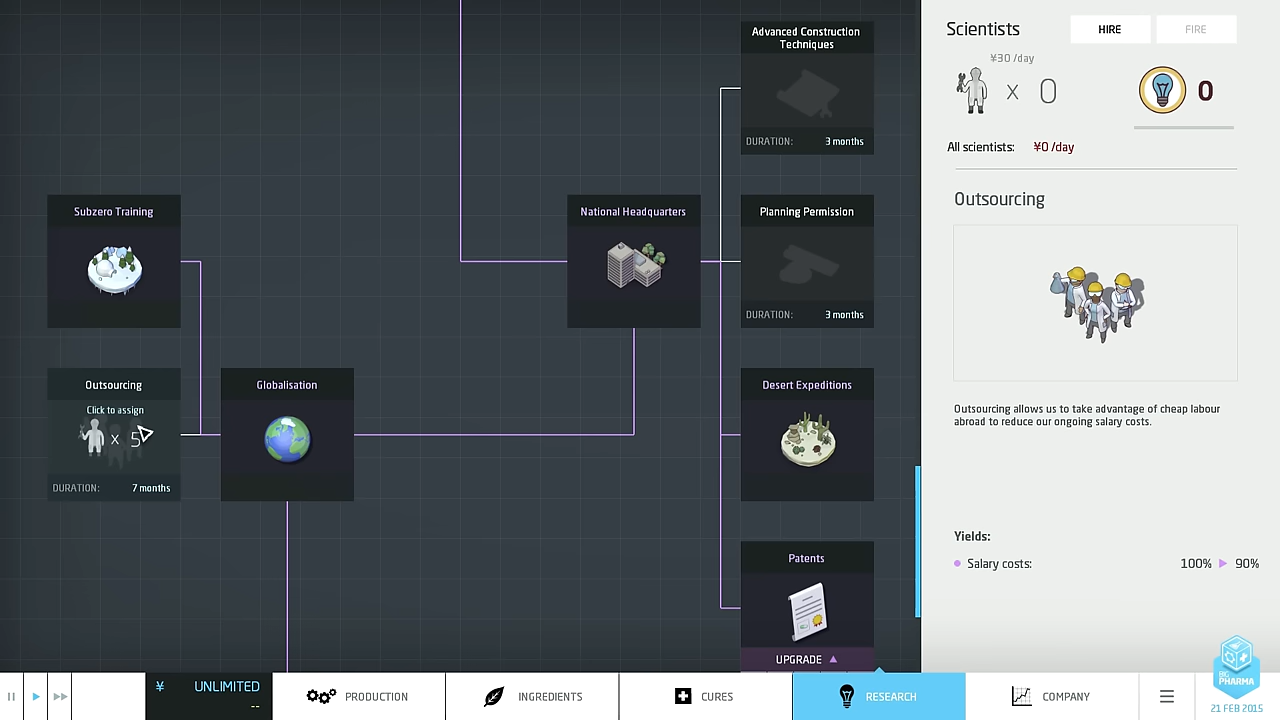 Advanced Construction
Techniques
DURATION: 3 months
Subzero Training
National Headquarters
Planning Permission
DURATION: 3 months
Outsourcing
Click to assign
x 5
DURATION: 7 months
Globalisation
Desert Expeditions
Patents
UPGRADE
Scientists
HIRE
FIRE
¥30 /day
x 0
0
All scientists: ¥0 /day
Outsourcing
Outsourcing allows us to take advantage of cheap labour
abroad to reduce our ongoing salary costs.
Yields:
Salary costs: 100% 90%
¥ UNLIMITED
--
PRODUCTION
INGREDIENTS
CURES
RESEARCH
COMPANY
BIG
PHARMA
21 FEB 2015